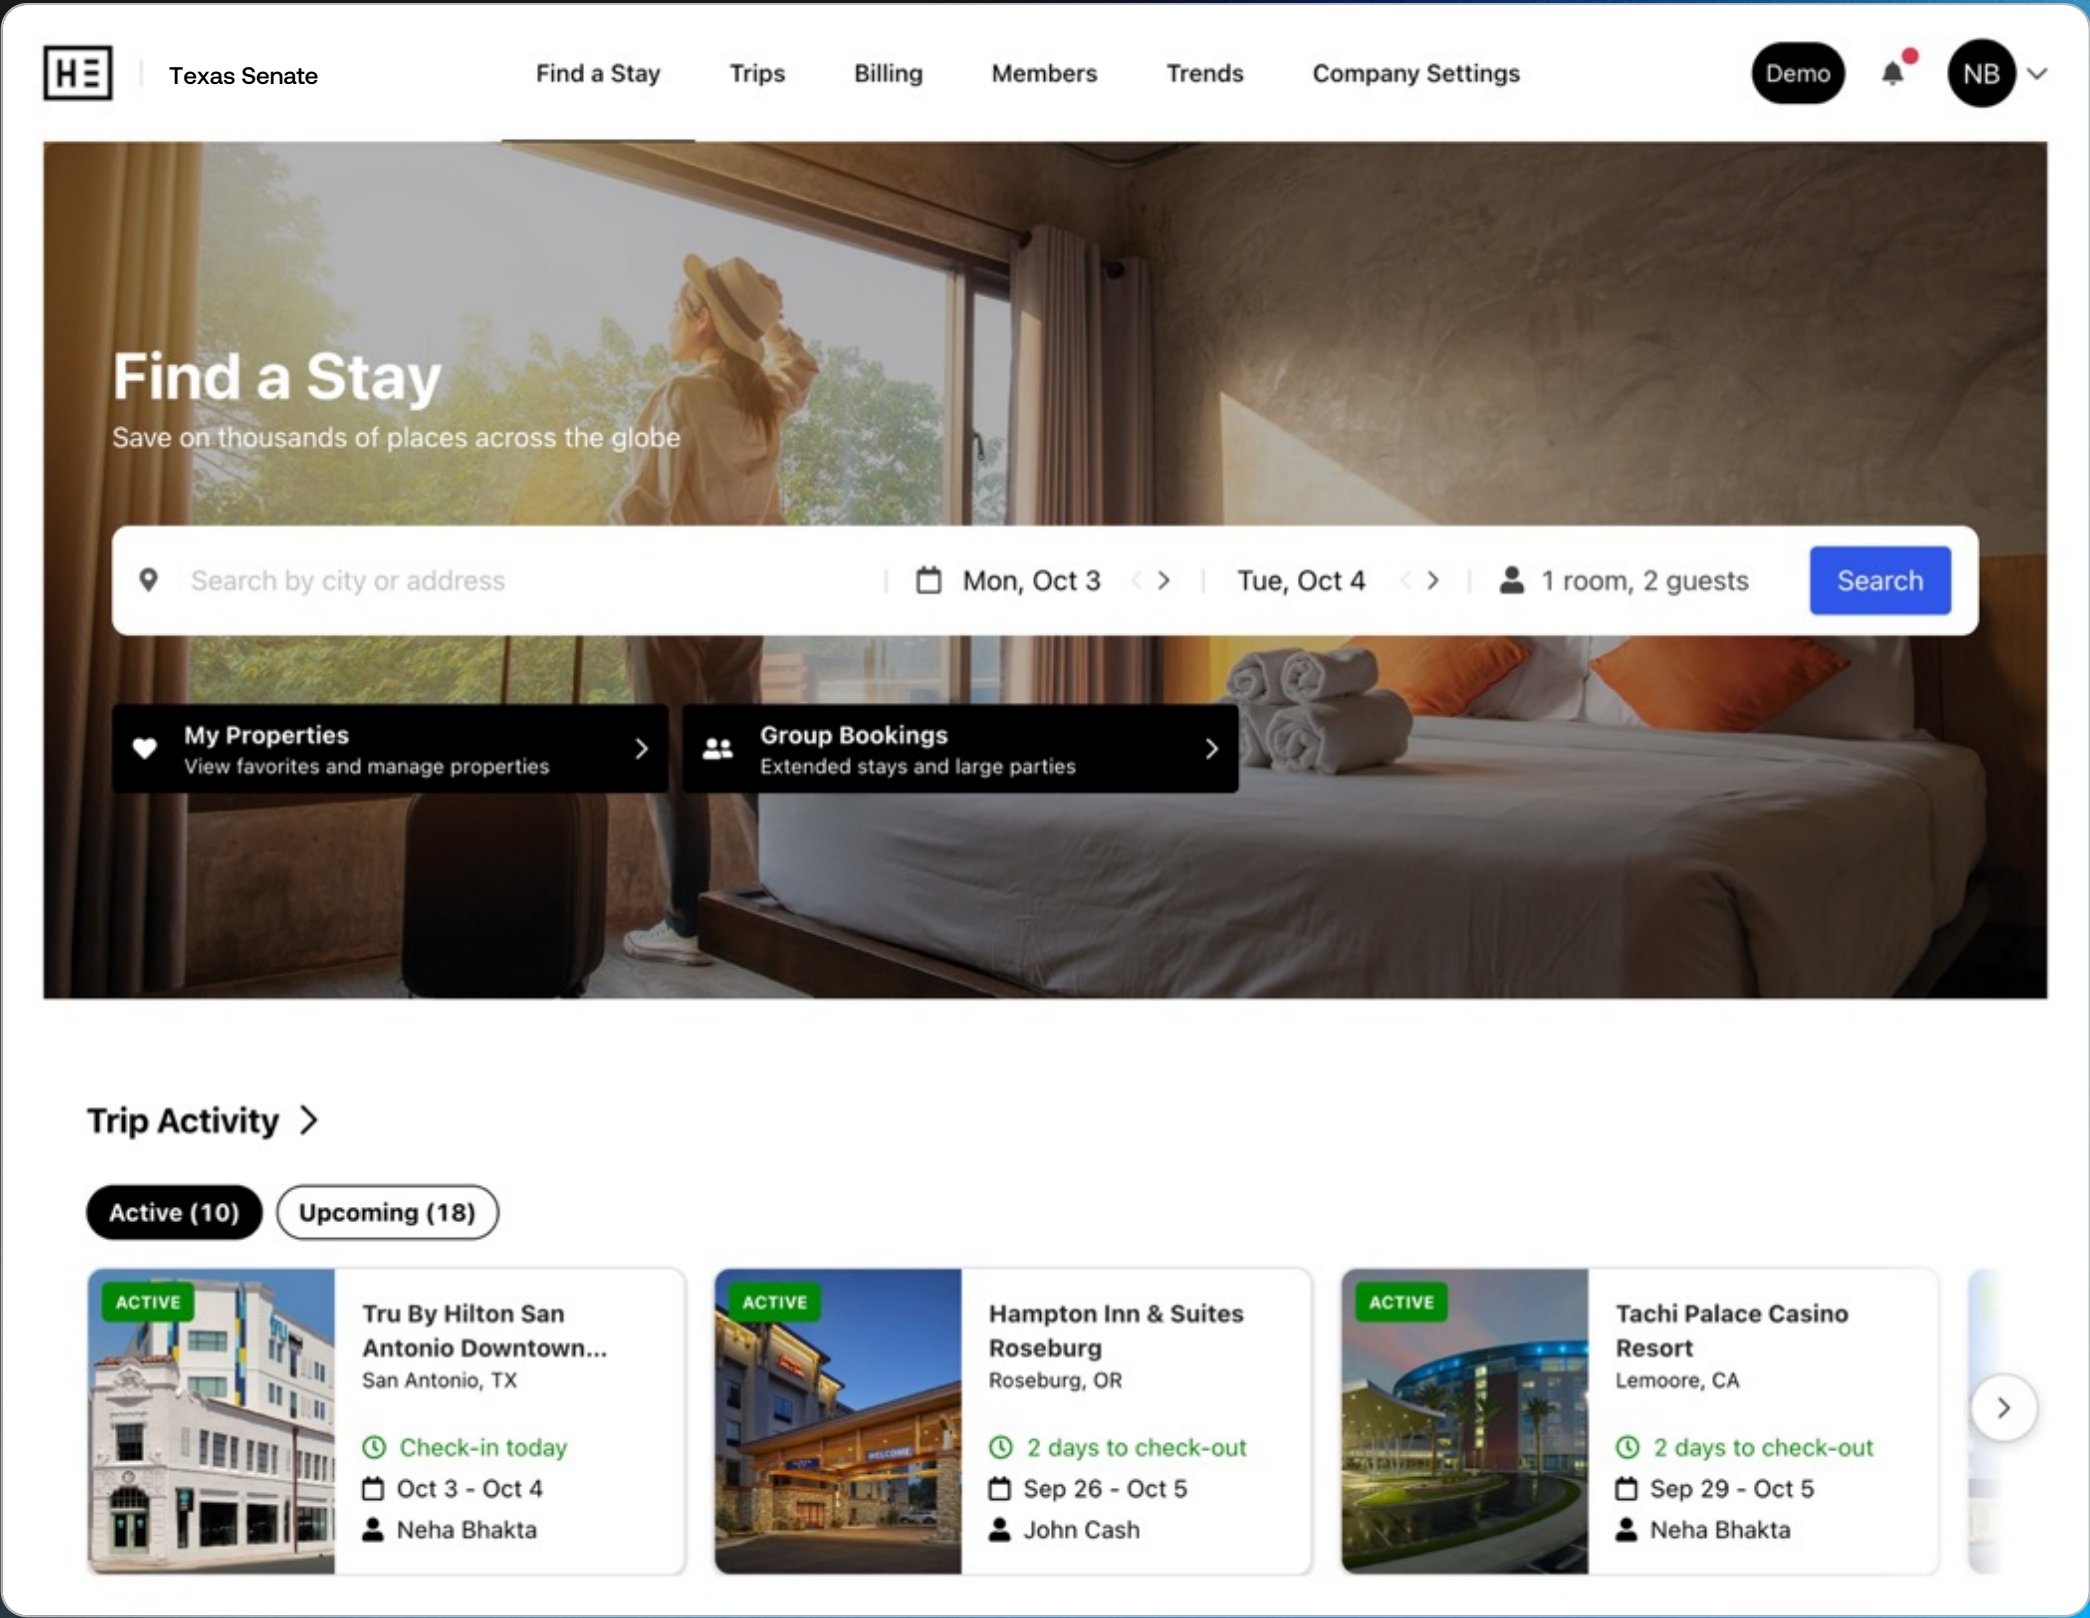 HE
Texas Senate
Find a Stay
Trips
Billing
Members
Trends
Company Settings
Demo
NB
Find a Stay
Save on thousands of places across the globe
Search by city or address
Mon, Oct 3
Tue, Oct 4
1 room, 2 guests
Search
My Properties
View favorites and manage properties
Group Bookings
Extended stays and large parties
Trip Activity
Active (10)
Upcoming (18)
ACTIVE
Tru By Hilton San
Antonio Downtown...
San Antonio, TX
Check-in today
Oct 3 - Oct 4
Neha Bhakta
ACTIVE
WELCOME
Hampton Inn & Suites
Roseburg
Roseburg, OR
2 days to check-out
Sep 26 - Oct 5
John Cash
ACTIVE
Tachi Palace Casino
Resort
Lemoore, CA
2 days to check-out
Sep 29 - Oct 5
Neha Bhakta